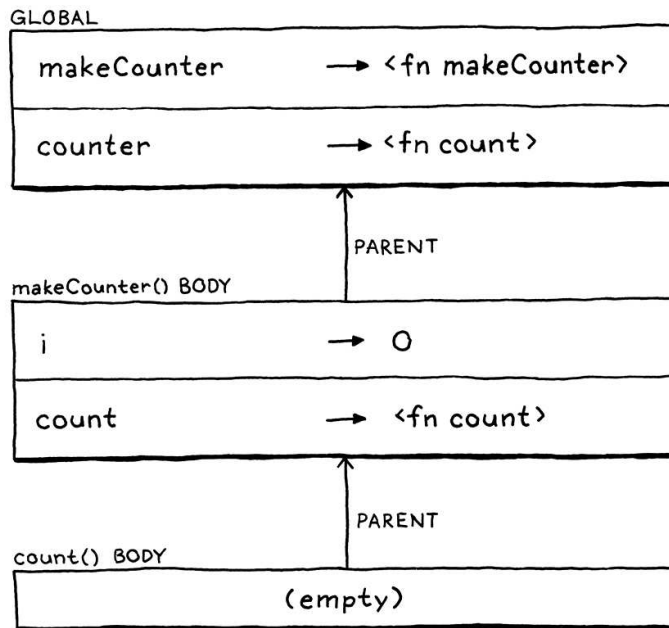 GLOBAL
makeCounter → <fn makeCounter>
counter → <fn count>
PARENT
makeCounter() BODY
i → 0
count → <fn count>
PARENT
count() BODY
(empty)